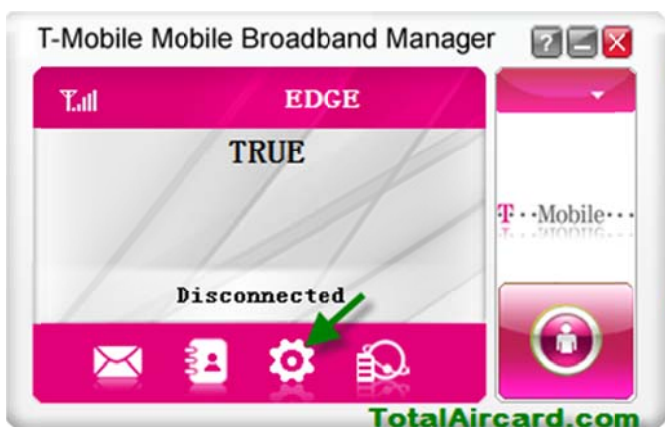 T-Mobile Mobile Broadband Manager
EDGE
TRUE
T··Mobile···
Disconnected
TotalAircard.com